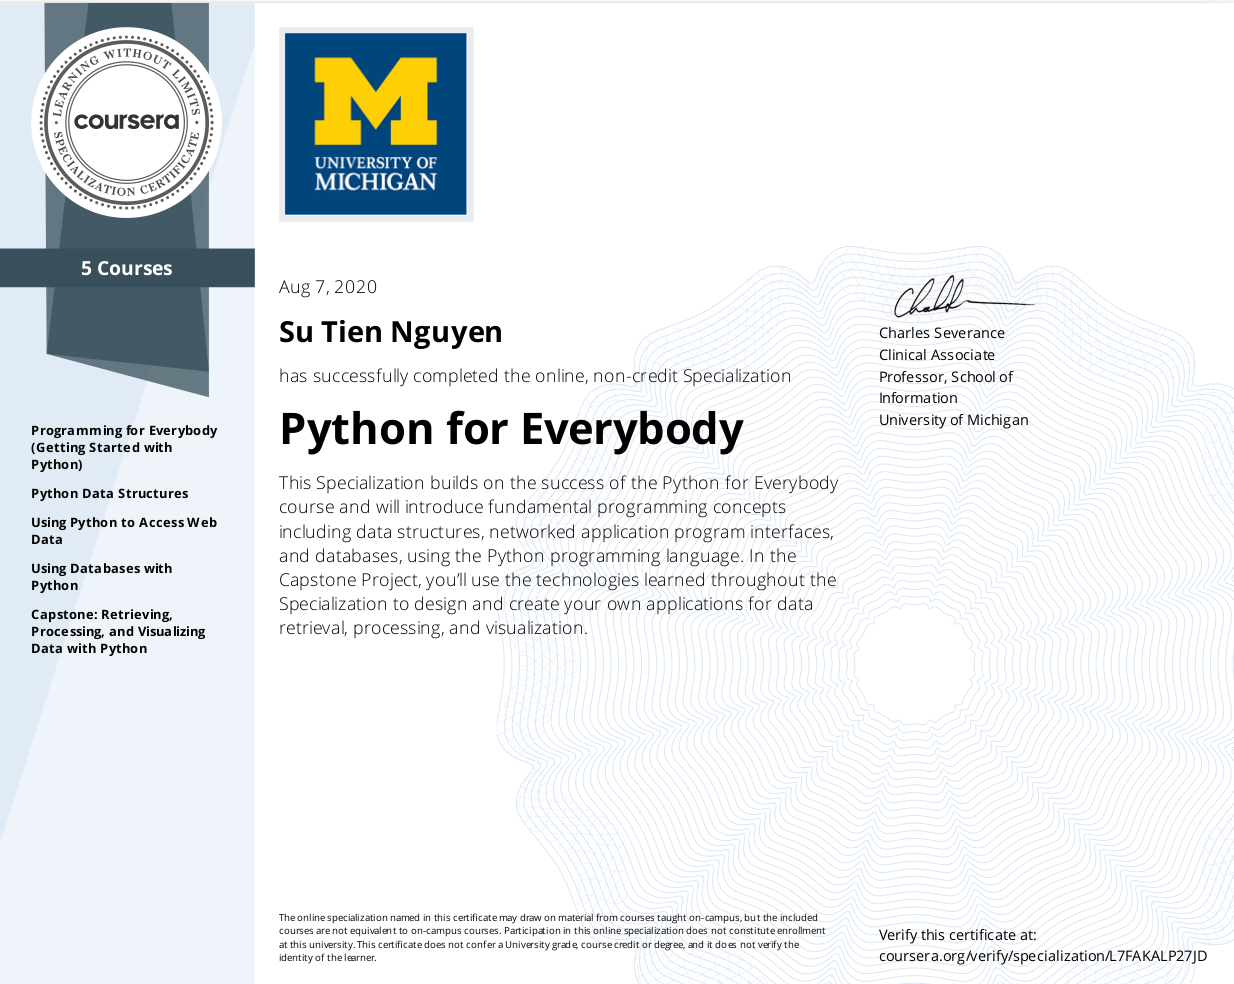 LEARNING WITHOUT LIMITS
coursera
SPECIALIZATION CERTIFICATE
5 Courses
Programming for Everybody
(Getting Started with
Python)
Python Data Structures
Using Python to Access Web
Data
Using Databases with
Python
Capstone: Retrieving,
Processing, and Visualizing
Data with Python
M
UNIVERSITY OF
MICHIGAN
Aug 7, 2020
Su Tien Nguyen
has successfully completed the online, non-credit Specialization
Python for Everybody
This Specialization builds on the success of the Python for Everybody
course and will introduce fundamental programming concepts
including data structures, networked application program interfaces,
and databases, using the Python programming language. In the
Capstone Project, you’ll use the technologies learned throughout the
Specialization to design and create your own applications for data
retrieval, processing, and visualization.
Charles Severance
Clinical Associate
Professor, School of
Information
University of Michigan
The online specialization named in this certificate may draw on material from courses taught on-campus, but the included
courses are not equivalent to on-campus courses. Participation in this online specialization does not constitute enrollment
at this university. This certificate does not confer a University grade, course credit or degree, and it does not verify the
identity of the learner.
Verify this certificate at:
coursera.org/verify/specialization/L7FAKALP27JD